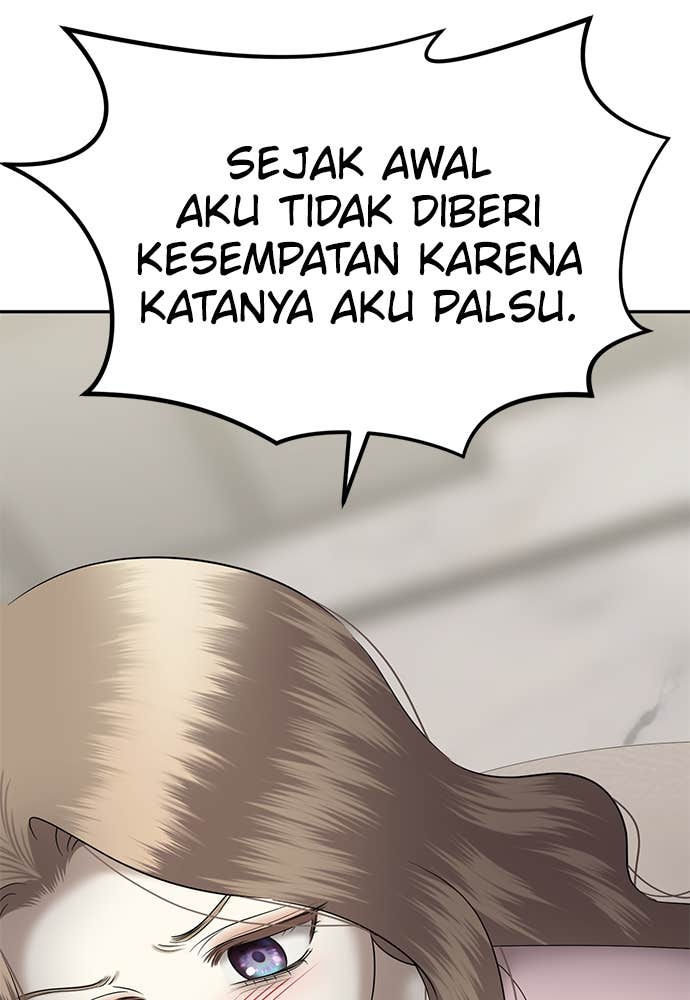 SEJAK AWAL
AKU TIDAK DIBERI
KESEMPATAN KARENA
KATANYA AKU PALSU.